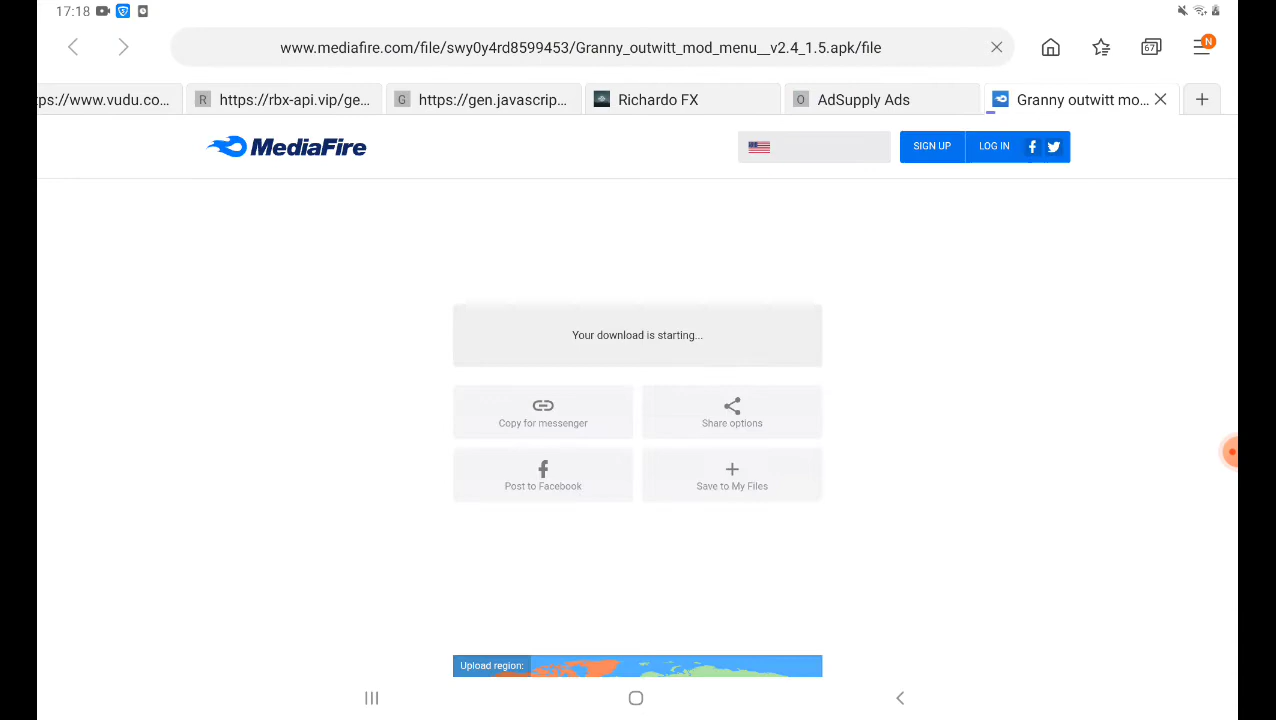 17:18
www.mediafire.com/file/swy0y4rd8599453/Granny_outwitt_mod_menu__v2.4_1.5.apk/file
67
N
ps://www.vudu.co...
R https://rbx-api.vip/ge...
G https://gen.javascrip...
Richardo FX
O AdSupply Ads
Granny outwitt mo...
MediaFire
SIGN UP
LOG IN
Your download is starting...
Copy for messenger
Share options
Post to Facebook
Save to My Files
Upload region: